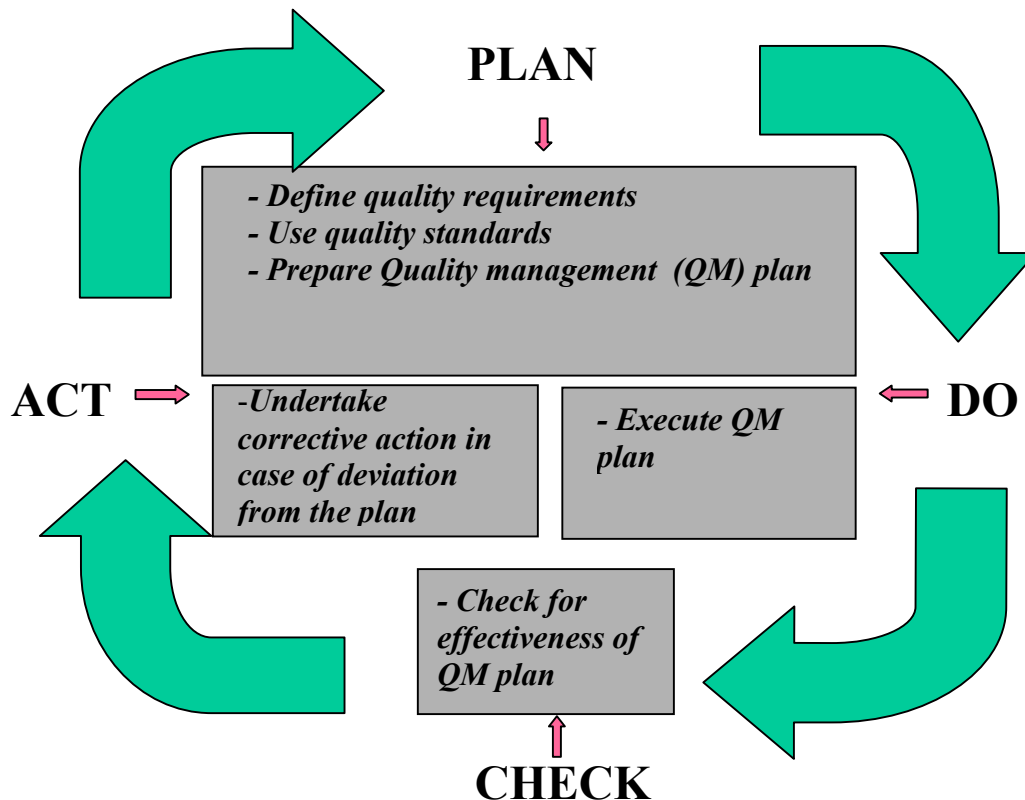 PLAN
- Define quality requirements
- Use quality standards
- Prepare Quality management (QM) plan
ACT
-Undertake
corrective action in
case of deviation
from the plan
- Execute QM
plan
DO
- Check for
effectiveness of
QM plan
CHECK